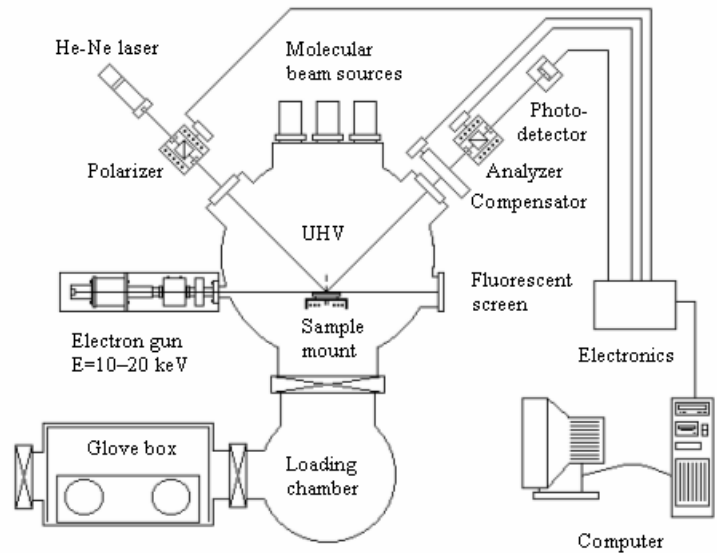 He-Ne laser
Molecular
beam sources
Photo-
detector
Polarizer
Analyzer
Compensator
UHV
Fluorescent
screen
Sample
mount
Electron gun
E=10–20 keV
Electronics
Glove box
Loading
chamber
Computer